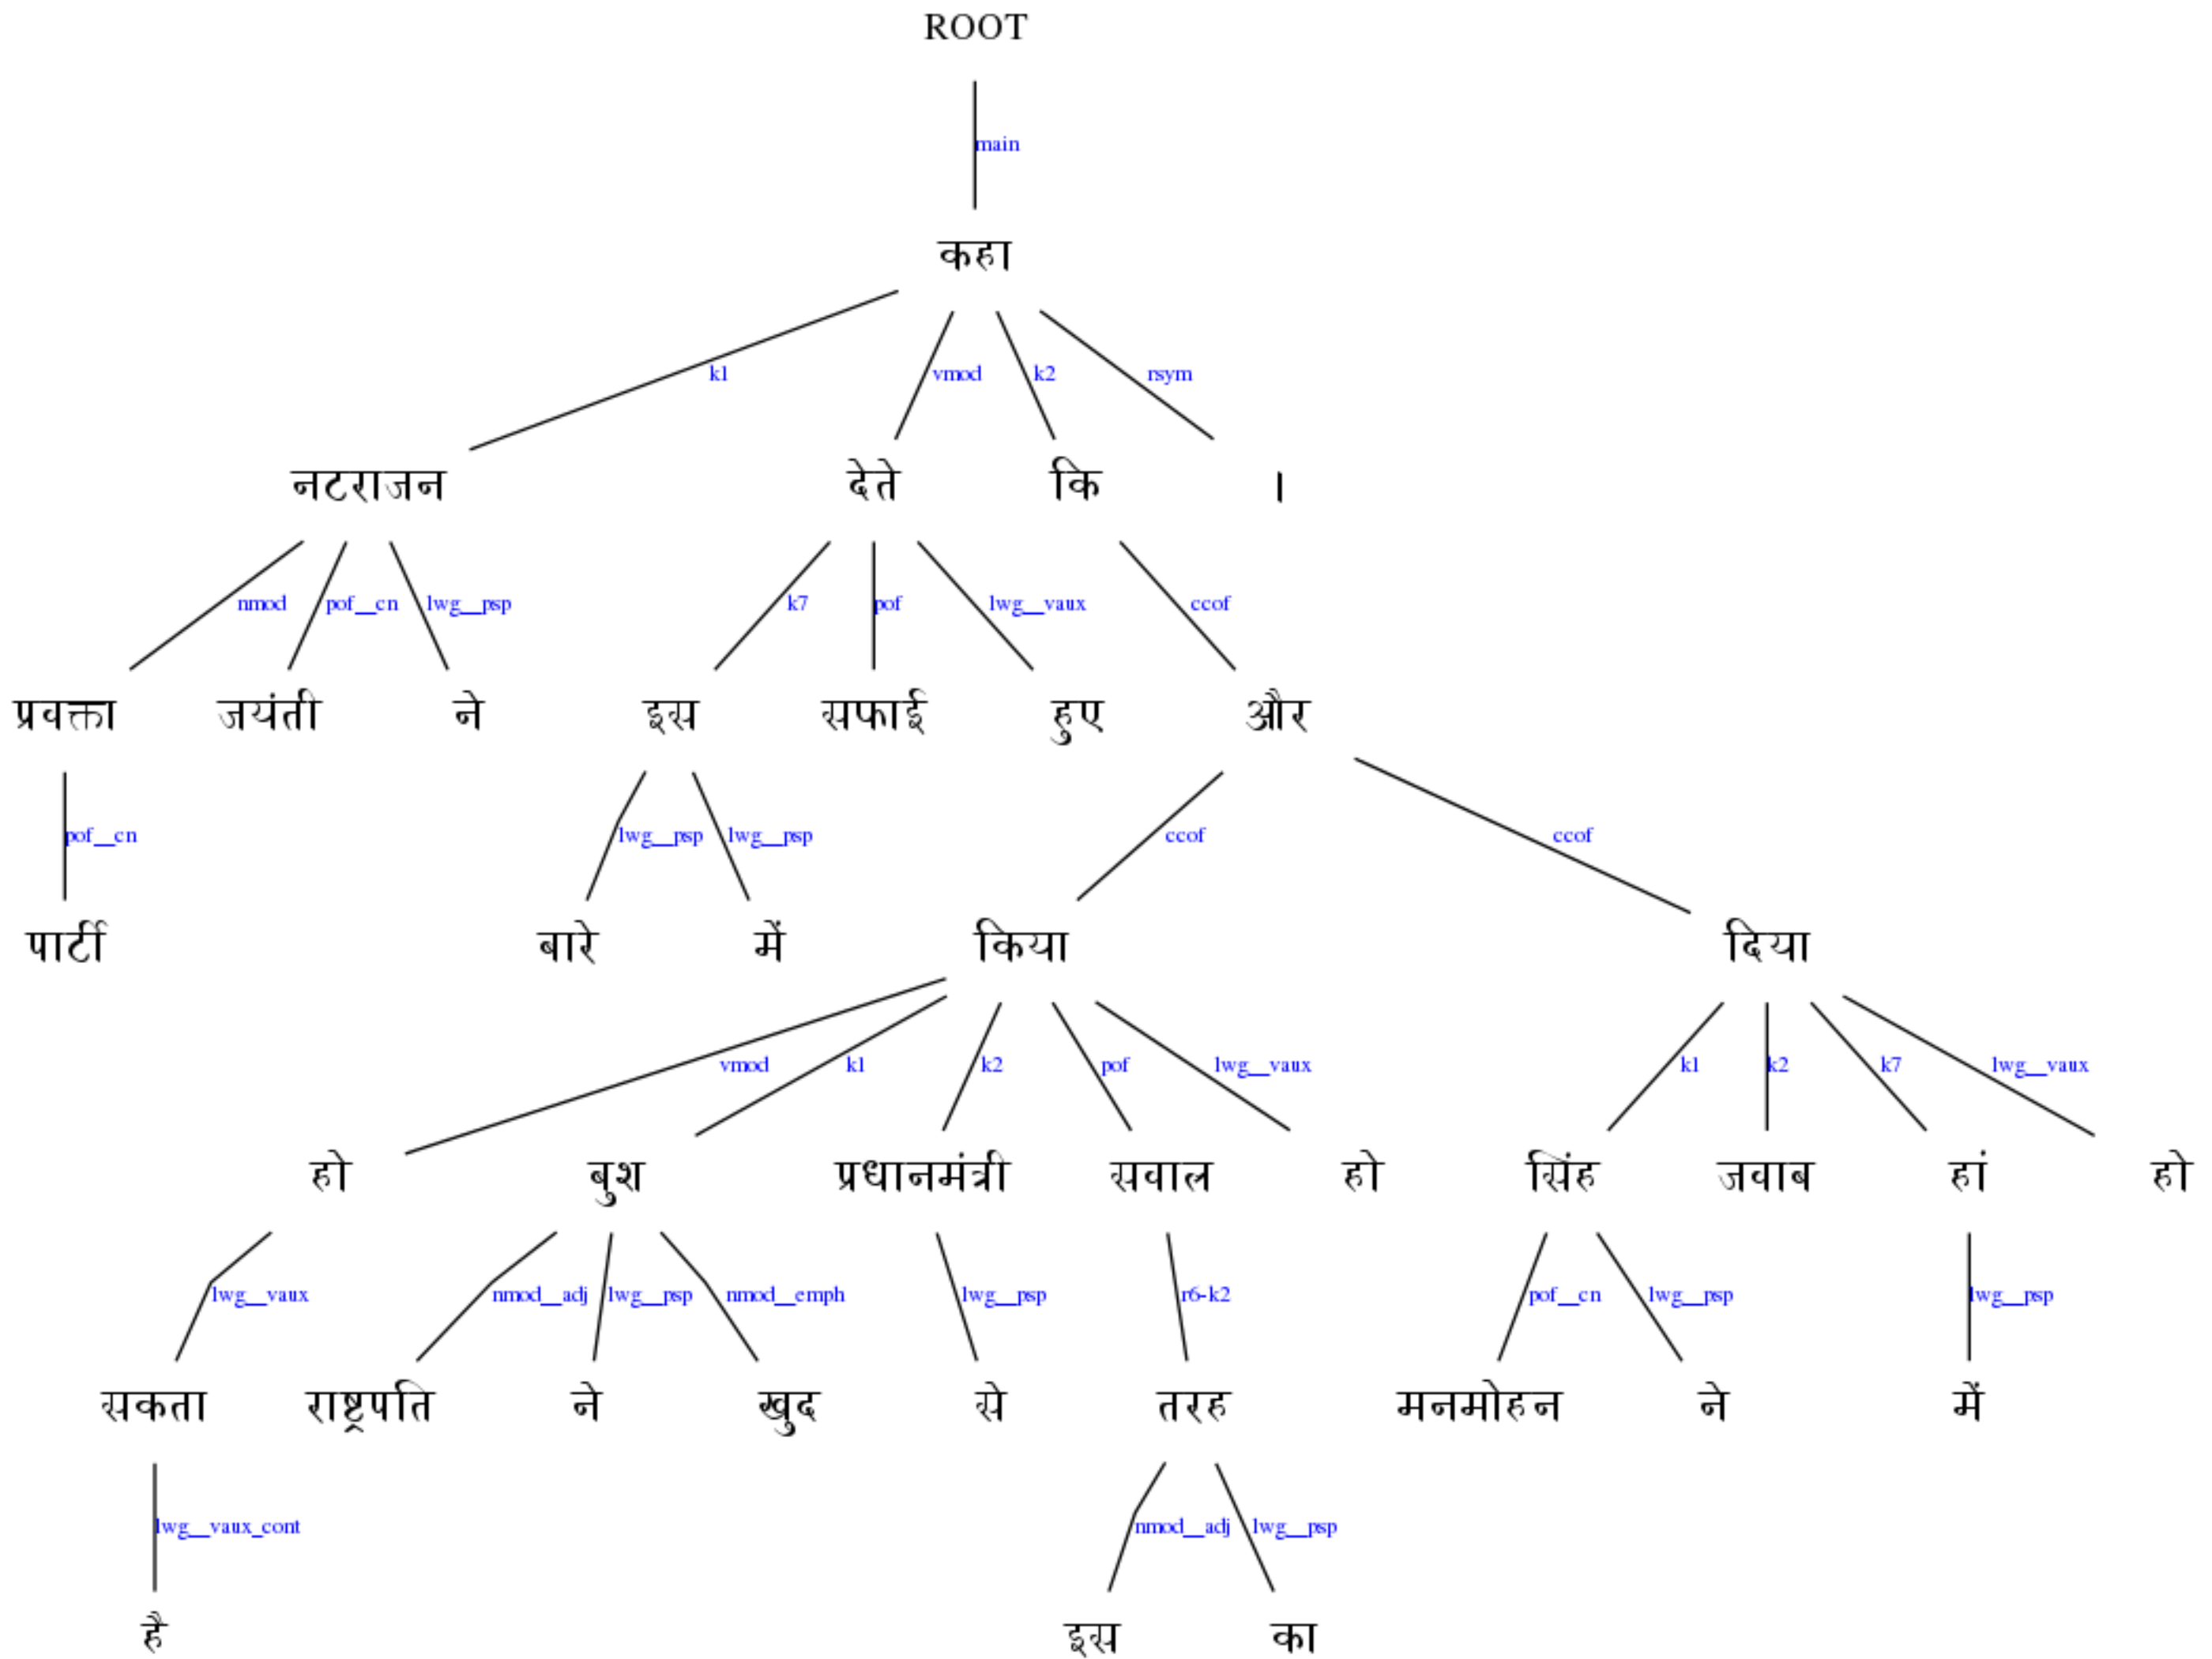 ROOT
main
कहा
k1 vmod k2 rsym
नटराजन देते कि ।
nmod pof__cn lwg__psp k7 pof lwg__vaux ccof
प्रवक्ता जयंती ने इस सफाई हुए और
pof__cn lwg__psp lwg__psp ccof ccof
पार्टी बारे में किया दिया
vmod k1 k2 pof lwg__vaux k1 k2 k7 lwg__vaux
हो बुश प्रधानमंत्री सवाल हो सिंह जवाब हां हो
lwg__vaux nmod__adj lwg__psp nmod__emph lwg__psp r6-k2 pof__cn lwg__psp lwg__psp
सकता राष्ट्रपति ने खुद से तरह मनमोहन ने में
lwg__vaux_cont nmod__adj lwg__psp
है इस का